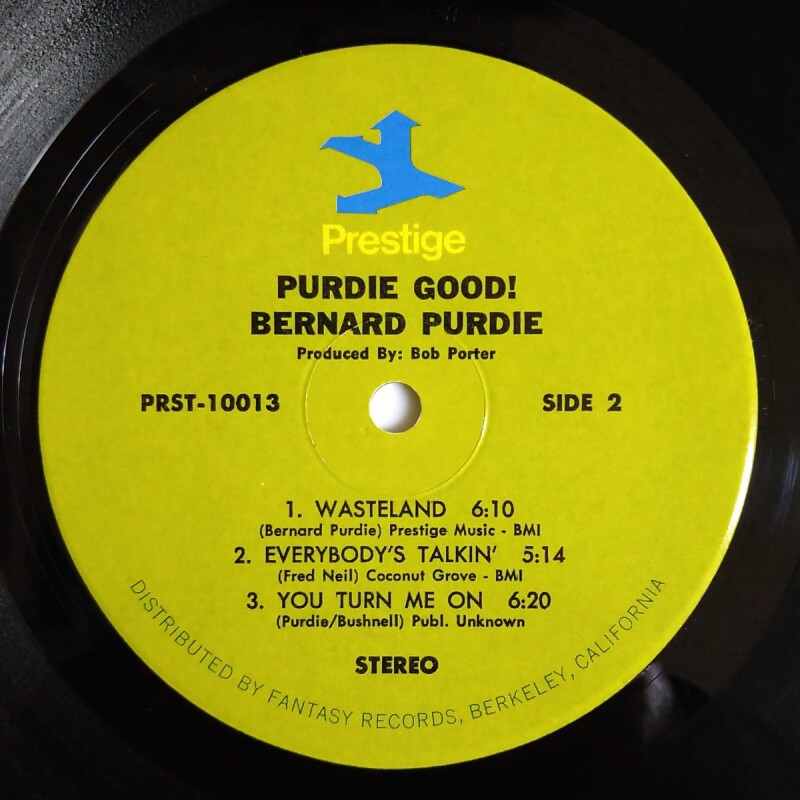 Prestige
PURDIE GOOD!
BERNARD PURDIE
Produced By: Bob Porter
PRST-10013 SIDE 2
1. WASTELAND 6:10
(Bernard Purdie) Prestige Music - BMI
2. EVERYBODY'S TALKIN' 5:14
(Fred Neil) Coconut Grove - BMI
3. YOU TURN ME ON 6:20
(Purdie/Bushnell) Publ. Unknown
STEREO
DISTRIBUTED BY FANTASY RECORDS, BERKELEY, CALIFORNIA